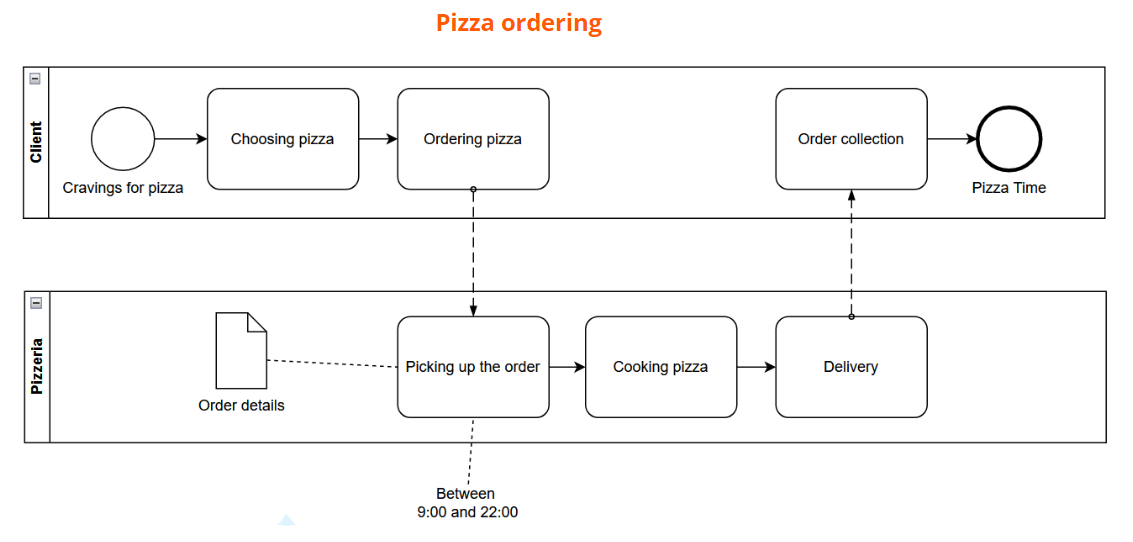 Pizza ordering
Client
Cravings for pizza
Choosing pizza
Ordering pizza
Order collection
Pizza Time
Pizzeria
Order details
Picking up the order
Cooking pizza
Delivery
Between
9:00 and 22:00